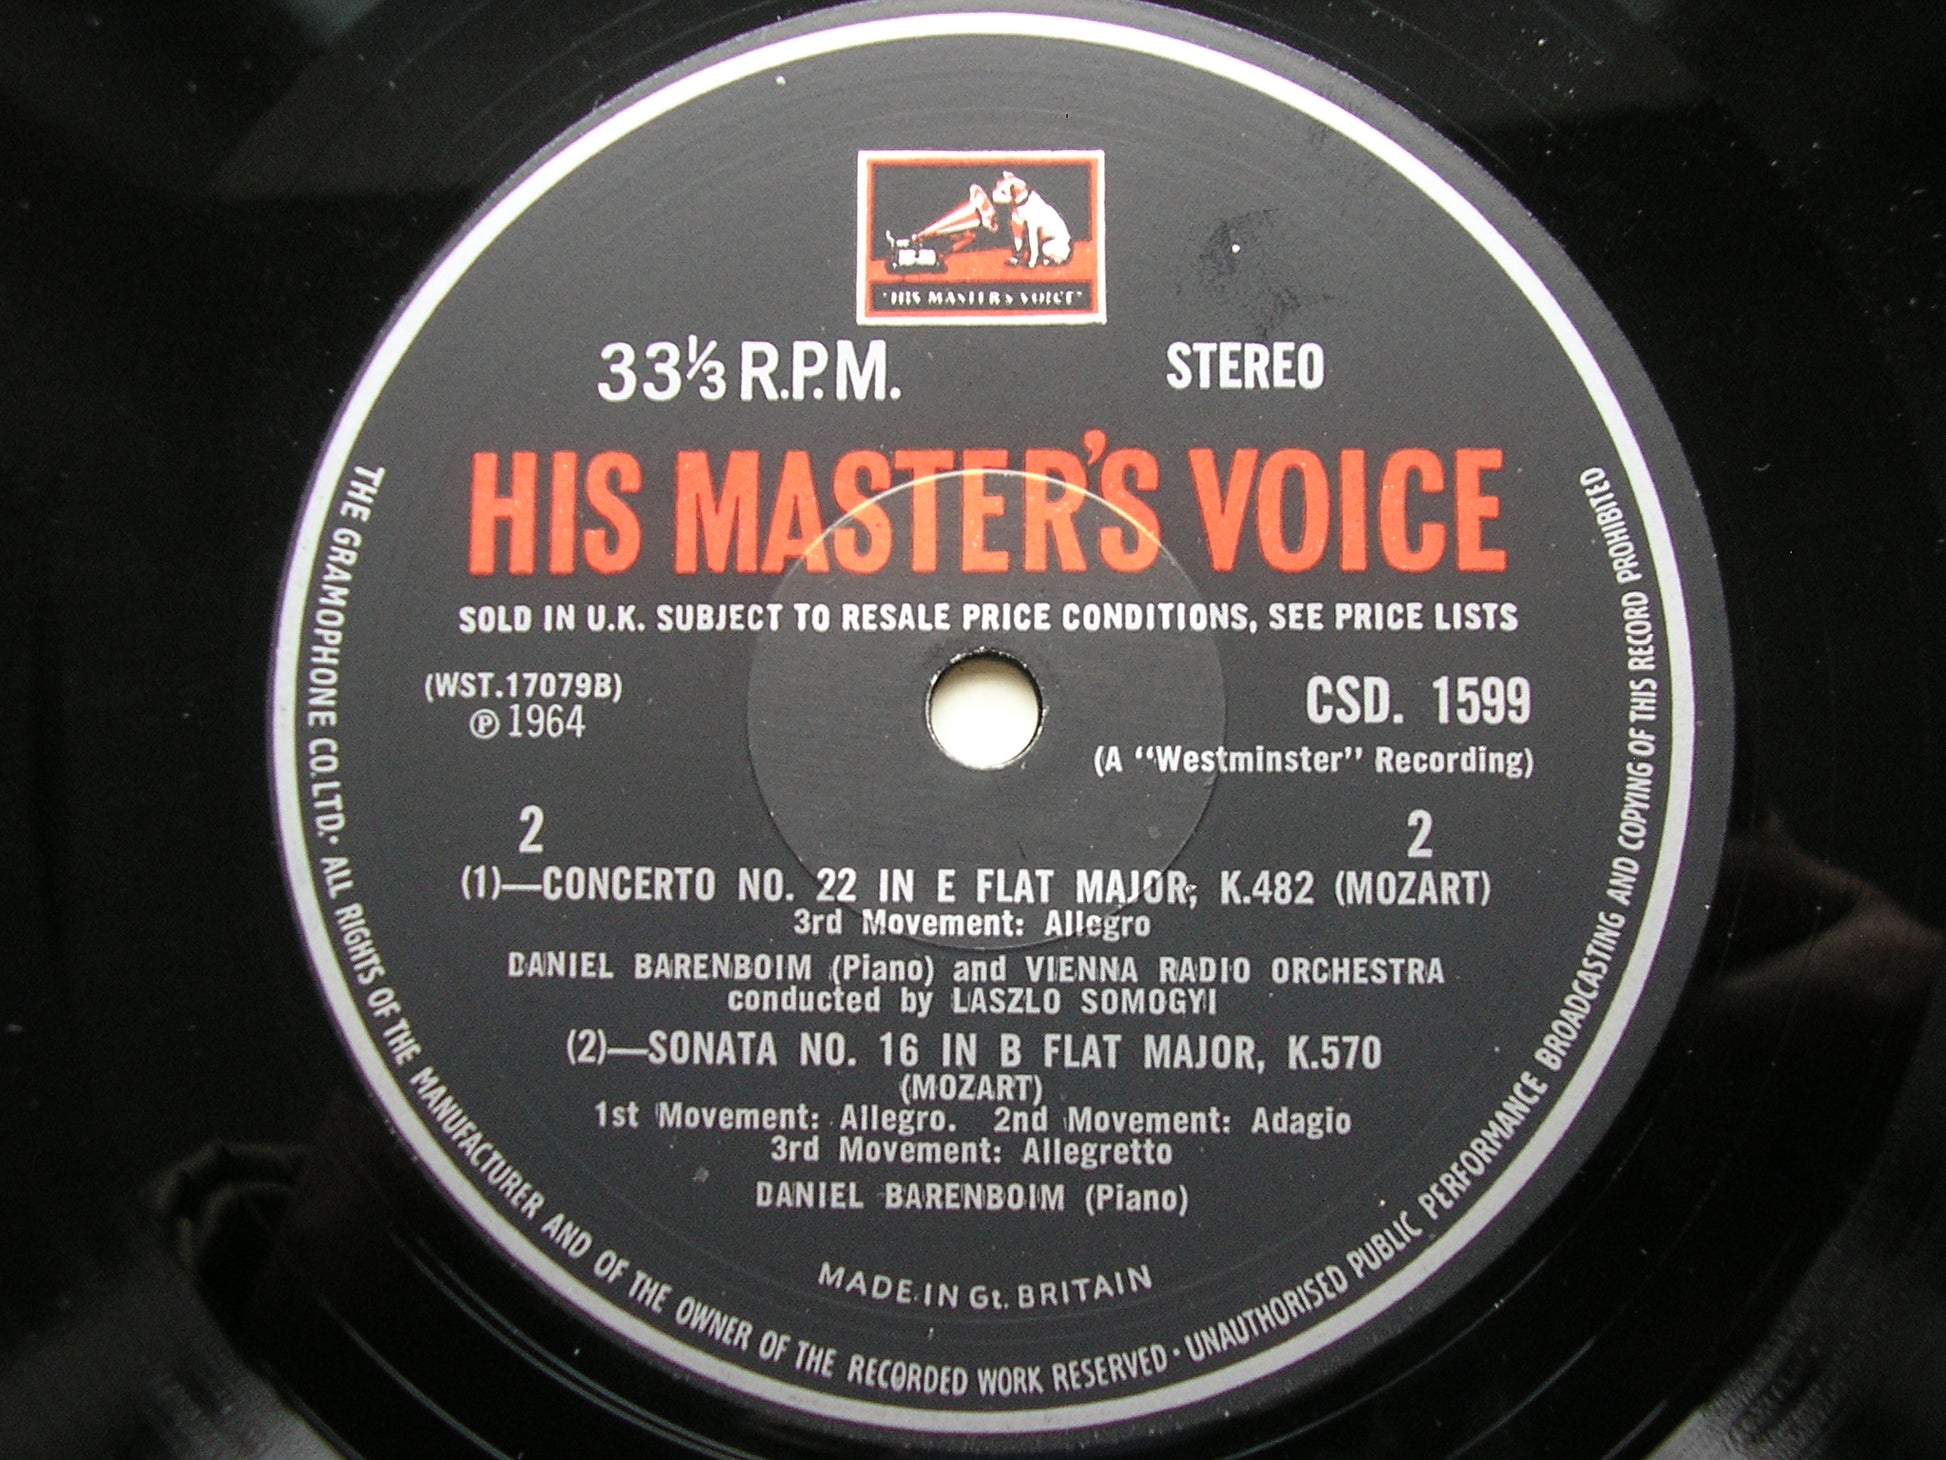 "HIS MASTER'S VOICE"
33⅓ R.P.M.
STEREO
HIS MASTER'S VOICE
SOLD IN U.K. SUBJECT TO RESALE PRICE CONDITIONS, SEE PRICE LISTS
(WST.17079B)
℗ 1964
CSD. 1599
(A "Westminster" Recording)
2
2
(1)—CONCERTO NO. 22 IN E FLAT MAJOR, K.482 (MOZART)
3rd Movement: Allegro
DANIEL BARENBOIM (Piano) and VIENNA RADIO ORCHESTRA
conducted by LASZLO SOMOGYI
(2)—SONATA NO. 16 IN B FLAT MAJOR, K.570
(MOZART)
1st Movement: Allegro. 2nd Movement: Adagio
3rd Movement: Allegretto
DANIEL BARENBOIM (Piano)
MADE IN Gt. BRITAIN
THE GRAMOPHONE CO. LTD. · ALL RIGHTS OF THE MANUFACTURER AND OF THE OWNER OF THE RECORDED WORK RESERVED · UNAUTHORISED PUBLIC PERFORMANCE BROADCASTING AND COPYING OF THIS RECORD PROHIBITED